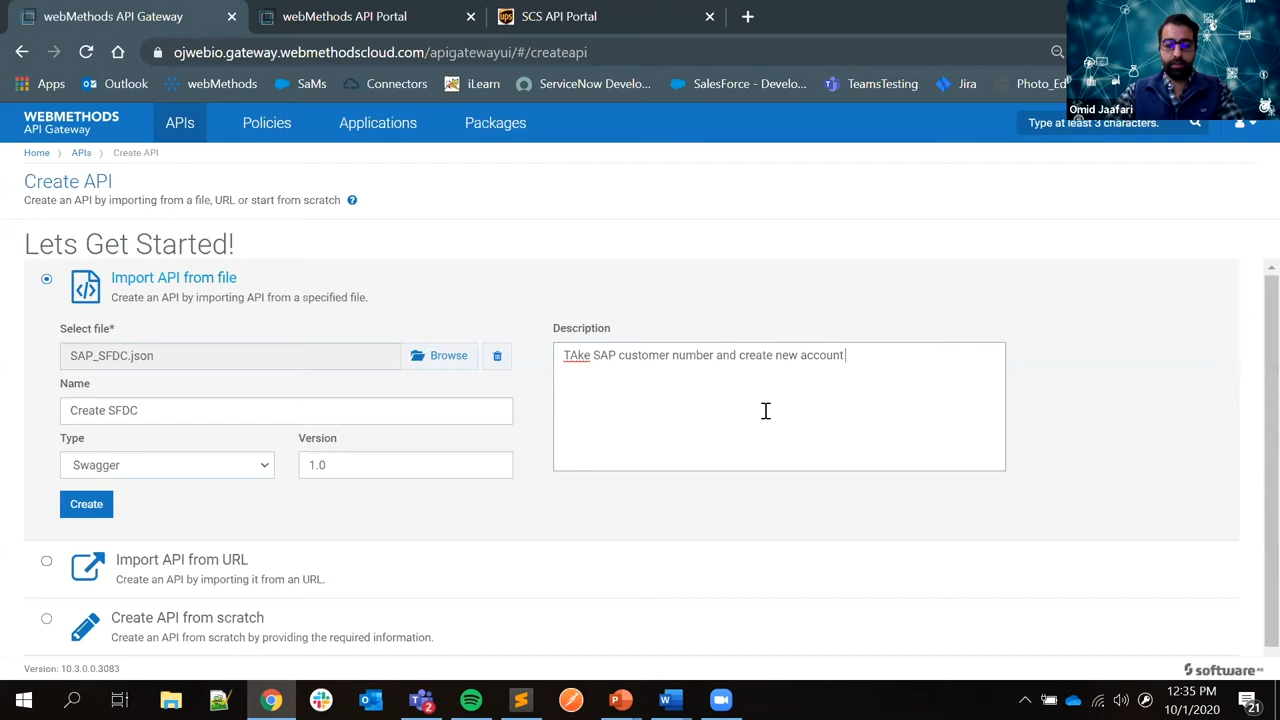 webMethods API Gateway
webMethods API Portal
ups
SCS API Portal
ojwebio.gateway.webmethodscloud.com/apigatewayui/#/createapi
Apps
Outlook
webMethods
SaMs
Connectors
iLearn
ServiceNow Develo...
SalesForce - Develo...
TeamsTesting
Jira
Photo_Ed
Omid Jaafari
WEBMETHODS
API Gateway
APIs
Policies
Applications
Packages
Type at least 3 characters.
Home
APIs
Create API
Create API
Create an API by importing from a file, URL or start from scratch
Lets Get Started!
Import API from file
Create an API by importing API from a specified file.
Select file*
SAP_SFDC.json
Browse
Name
Create SFDC
Type
Version
Swagger
1.0
Create
Description
TAke SAP customer number and create new account
Import API from URL
Create an API by importing it from an URL.
Create API from scratch
Create an API from scratch by providing the required information.
Version: 10.3.0.0.3083
software AG
2
12:35 PM
10/1/2020
21